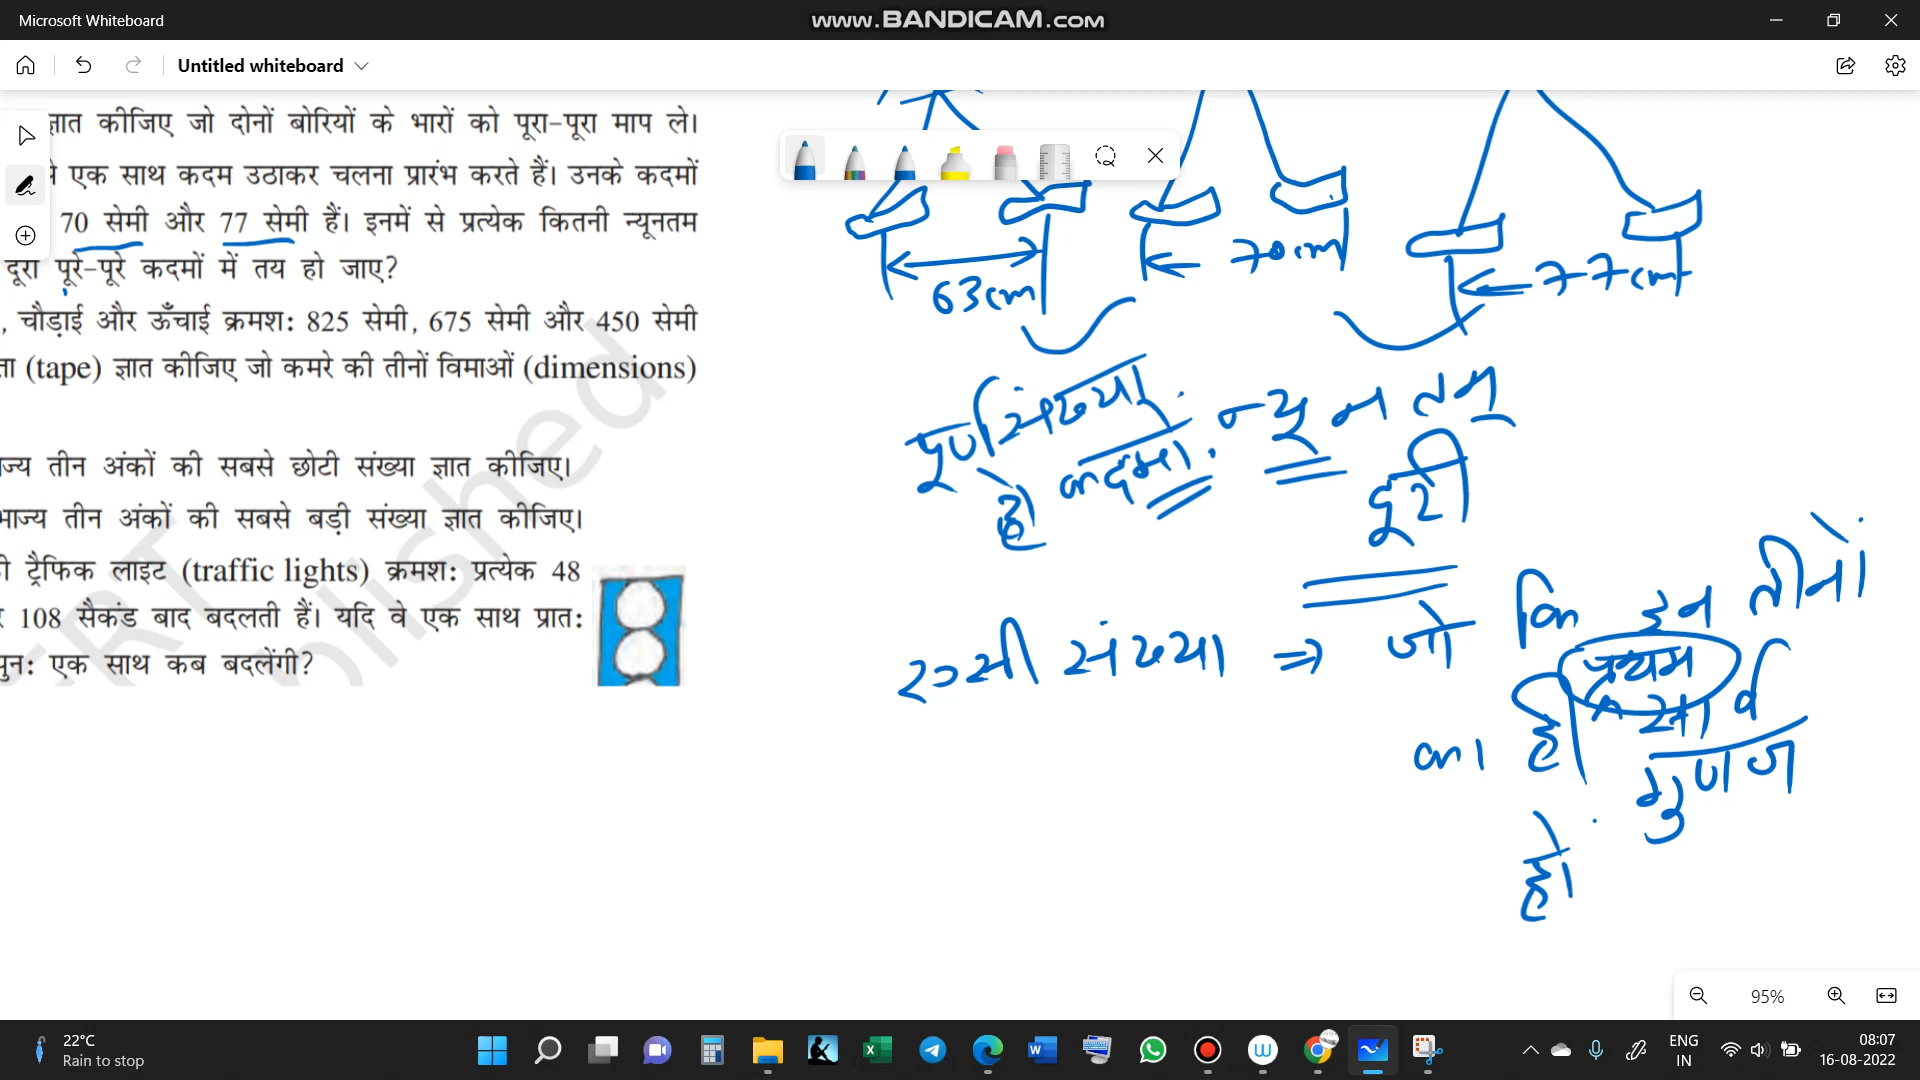 Microsoft Whiteboard
www.BANDICAM.COM
Untitled whiteboard
ज्ञात कीजिए जो दोनों बोरियों के भारों को पूरा-पूरा माप ले।
एक साथ कदम उठाकर चलना प्रारंभ करते हैं। उनके कदमों
70 सेमी और 77 सेमी हैं। इनमें से प्रत्येक कितनी न्यूनतम
दूरी पूरे-पूरे कदमों में तय हो जाए?
, चौड़ाई और ऊँचाई क्रमश: 825 सेमी, 675 सेमी और 450 सेमी
(tape) ज्ञात कीजिए जो कमरे की तीनों विमाओं (dimensions)
ज्य तीन अंकों की सबसे छोटी संख्या ज्ञात कीजिए।
भाज्य तीन अंकों की सबसे बड़ी संख्या ज्ञात कीजिए।
ट्रैफिक लाइट (traffic lights) क्रमश: प्रत्येक 48
108 सैकंड बाद बदलती हैं। यदि वे एक साथ प्रात:
पुन: एक साथ कब बदलेंगी?
63cm
70cm
77cm
पूर्ण संख्या
हो कदमो. न्यूनतम
दूरी
संख्या ⇒ जो कि इन तीनों
का ही प्रथम
गुणज
हो
95%
22°C
Rain to stop
ENG
IN
08:07
16-08-2022